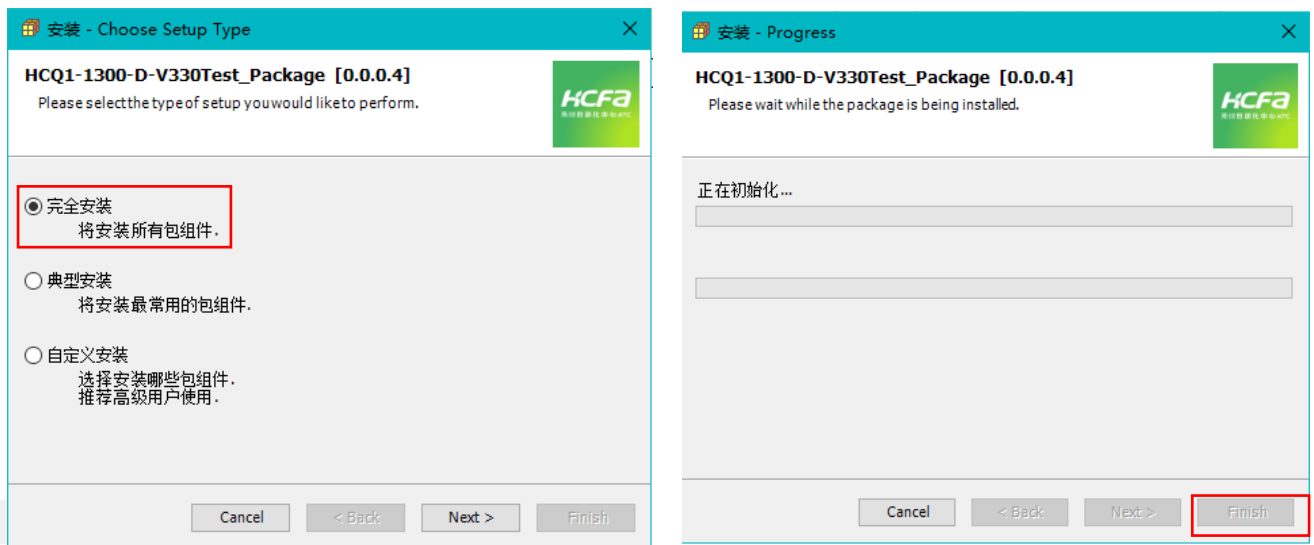 安装 - Choose Setup Type
HCQ1-1300-D-V330Test_Package [0.0.0.4]
Please select the type of setup you would like to perform.
HCFa
完全安装
将安装所有包组件.
典型安装
将安装最常用的包组件.
自定义安装
选择安装哪些包组件.
推荐高级用户使用.
Cancel
< Back
Next >
Finish
安装 - Progress
HCQ1-1300-D-V330Test_Package [0.0.0.4]
Please wait while the package is being installed.
HCFa
正在初始化...
Cancel
< Back
Next >
Finish